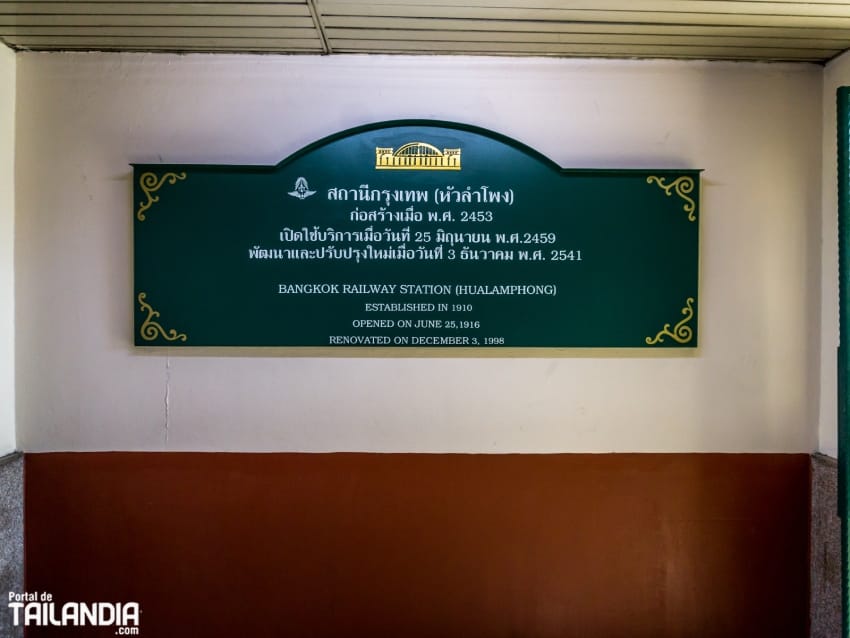 สถานีกรุงเทพ (หัวลำโพง)
ก่อสร้างเมื่อ พ.ศ. 2453
เปิดใช้บริการเมื่อวันที่ 25 มิถุนายน พ.ศ.2459
พัฒนาและปรับปรุงใหม่เมื่อวันที่ 3 ธันวาคม พ.ศ. 2541
BANGKOK RAILWAY STATION (HUALAMPHONG)
ESTABLISHED IN 1910
OPENED ON JUNE 25,1916
RENOVATED ON DECEMBER 3, 1998
Portal de
TAILANDIA
.com